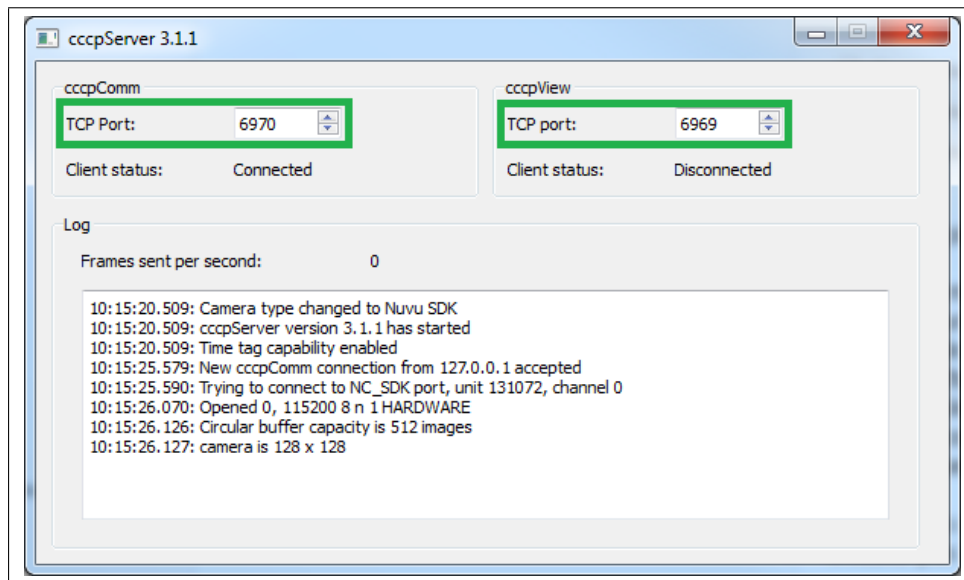 cccpServer 3.1.1
cccpComm
TCP Port: 6970
Client status: Connected
cccpView
TCP port: 6969
Client status: Disconnected
Log
Frames sent per second: 0
10:15:20.509: Camera type changed to Nuvu SDK
10:15:20.509: cccpServer version 3.1.1 has started
10:15:20.509: Time tag capability enabled
10:15:25.579: New cccpComm connection from 127.0.0.1 accepted
10:15:25.590: Trying to connect to NC_SDK port, unit 131072, channel 0
10:15:26.070: Opened 0, 115200 8 n 1 HARDWARE
10:15:26.126: Circular buffer capacity is 512 images
10:15:26.127: camera is 128 x 128